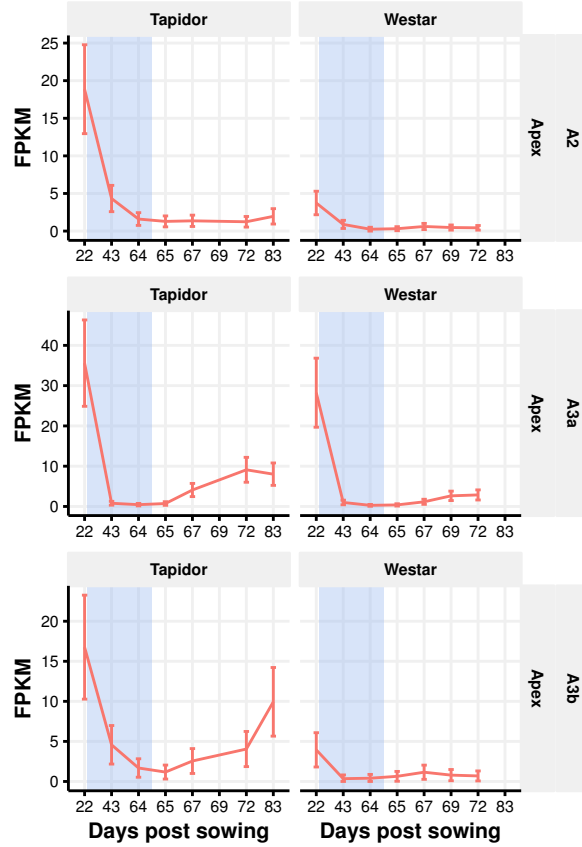 Tapidor Westar
25
20
15
10
5
0
FPKM
22 43 64 65 67 69 72 83 22 43 64 65 67 69 72 83
Apex A2
Tapidor Westar
40
30
20
10
0
FPKM
22 43 64 65 67 69 72 83 22 43 64 65 67 69 72 83
Apex A3a
Tapidor Westar
20
15
10
5
0
FPKM
22 43 64 65 67 69 72 83 22 43 64 65 67 69 72 83
Apex A3b
Days post sowing Days post sowing